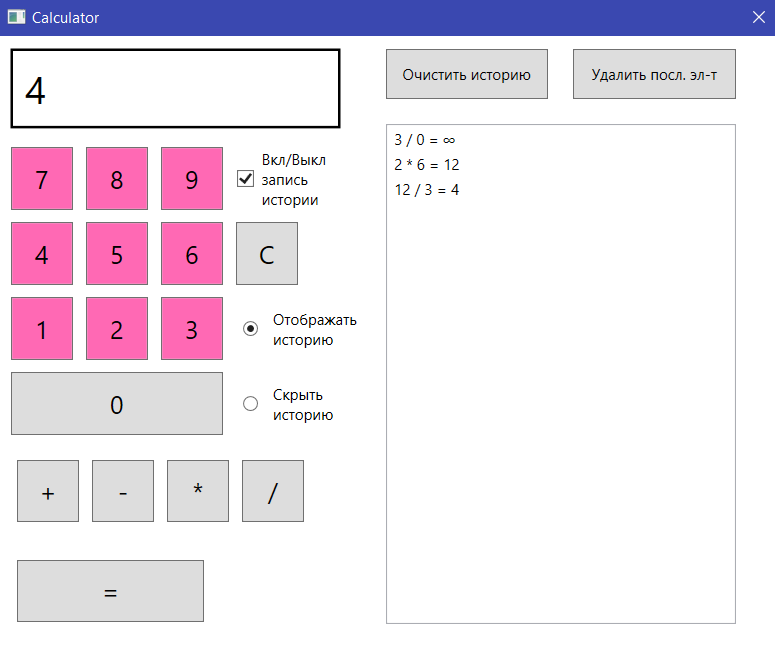 Calculator
4
Очистить историю
Удалить посл. эл-т
3 / 0 = ∞
2 * 6 = 12
12 / 3 = 4
7
8
9
Вкл/Выкл
запись
истории
4
5
6
C
1
2
3
Отображать
историю
0
Скрыть
историю
+
-
*
/
=